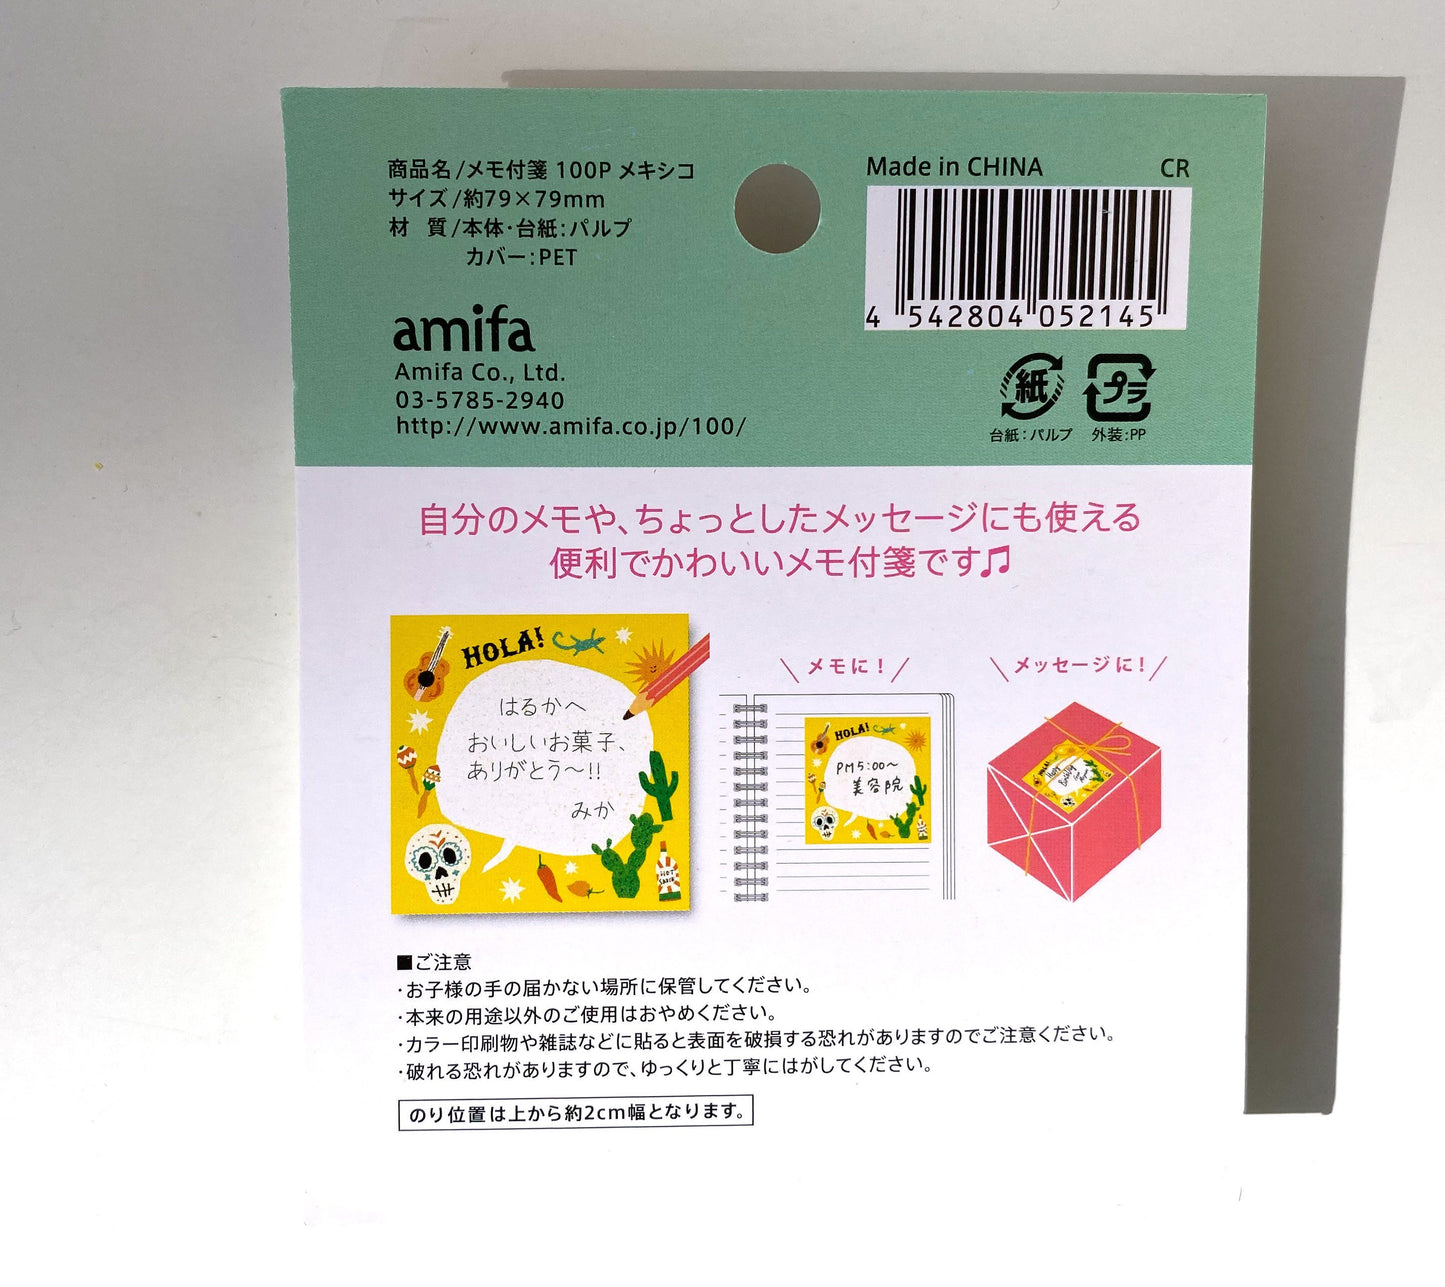 商品名/メモ付箋 100P メキシコ
サイズ/約79×79mm
材 質/本体・台紙:パルプ
カバー:PET
amifa
Amifa Co., Ltd.
03-5785-2940
http://www.amifa.co.jp/100/
Made in CHINA CR
4 542804 052145
紙
プラ
台紙:パルプ 外装:PP
自分のメモや、ちょっとしたメッセージにも使える
便利でかわいいメモ付箋です♫
HOLA!
はるかへ
おいしいお菓子、
ありがとう〜!!
みか
HOT
SAUCE
\ メモに! /
HOLA!
PM5:00〜
美容院
\ メッセージに! /
■ご注意
・お子様の手の届かない場所に保管してください。
・本来の用途以外のご使用はおやめください。
・カラー印刷物や雑誌などに貼ると表面を破損する恐れがありますのでご注意ください。
・破れる恐れがありますので、ゆっくりと丁寧にはがしてください。
のり位置は上から約2cm幅となります。